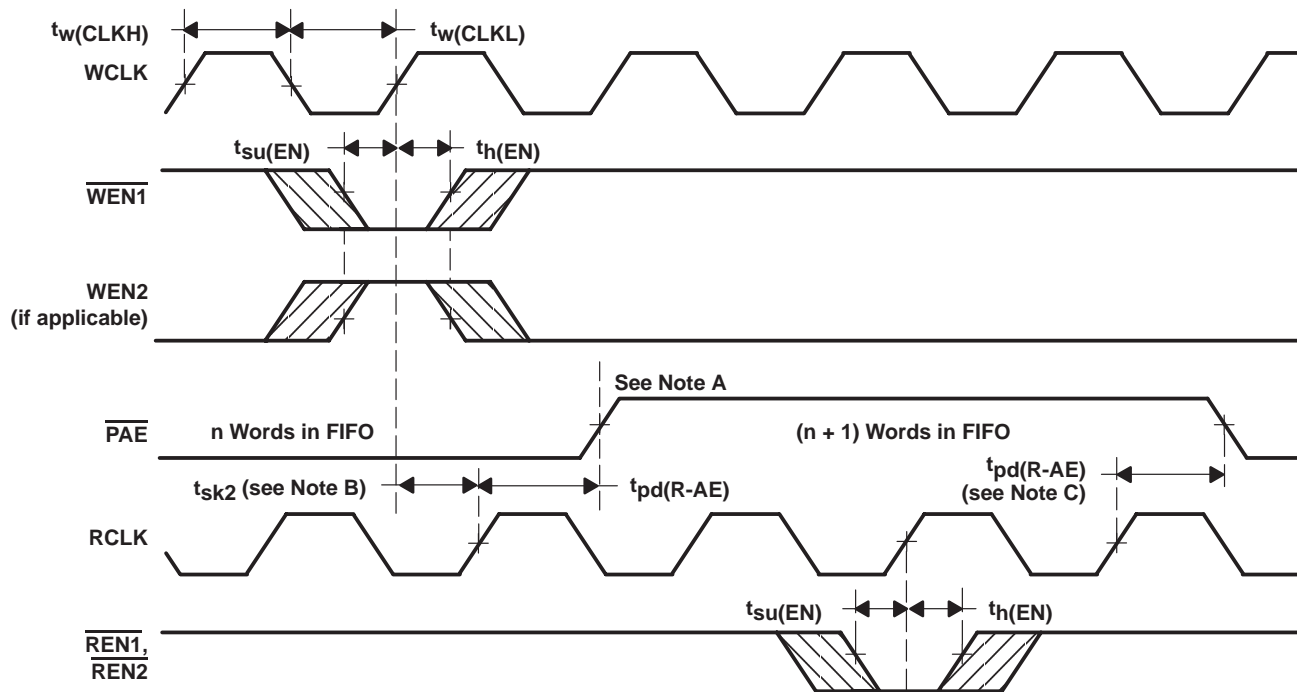 tw(CLKH)
tw(CLKL)
WCLK
tsu(EN)
th(EN)
WEN1
WEN2
(if applicable)
See Note A
PAE
n Words in FIFO
(n + 1) Words in FIFO
tsk2 (see Note B)
tpd(R-AE)
tpd(R-AE)
(see Note C)
RCLK
tsu(EN)
th(EN)
REN1,
REN2